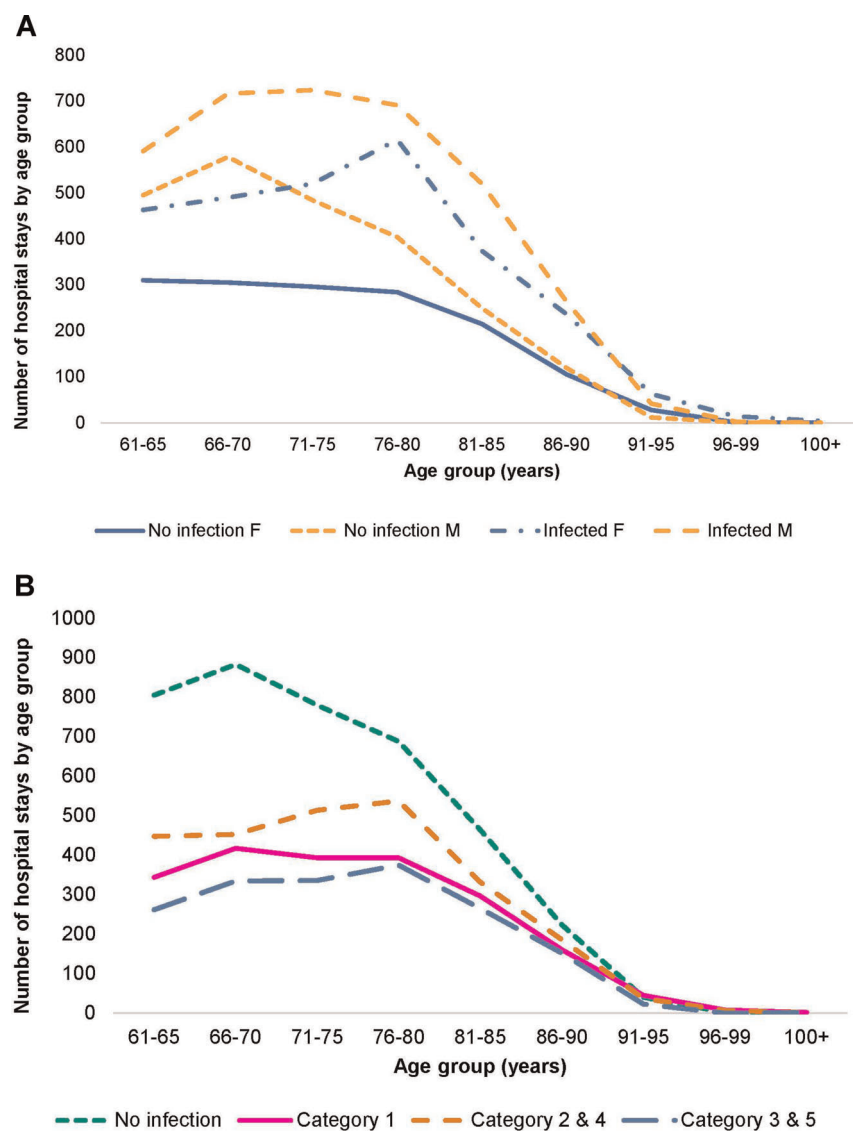 A
Number of hospital stays by age group
800
700
600
500
400
300
200
100
0
61-65 66-70 71-75 76-80 81-85 86-90 91-95 96-99 100+
Age group (years)
No infection F No infection M Infected F Infected M
B
Number of hospital stays by age group
1000
900
800
700
600
500
400
300
200
100
0
61-65 66-70 71-75 76-80 81-85 86-90 91-95 96-99 100+
Age group (years)
No infection Category 1 Category 2 & 4 Category 3 & 5